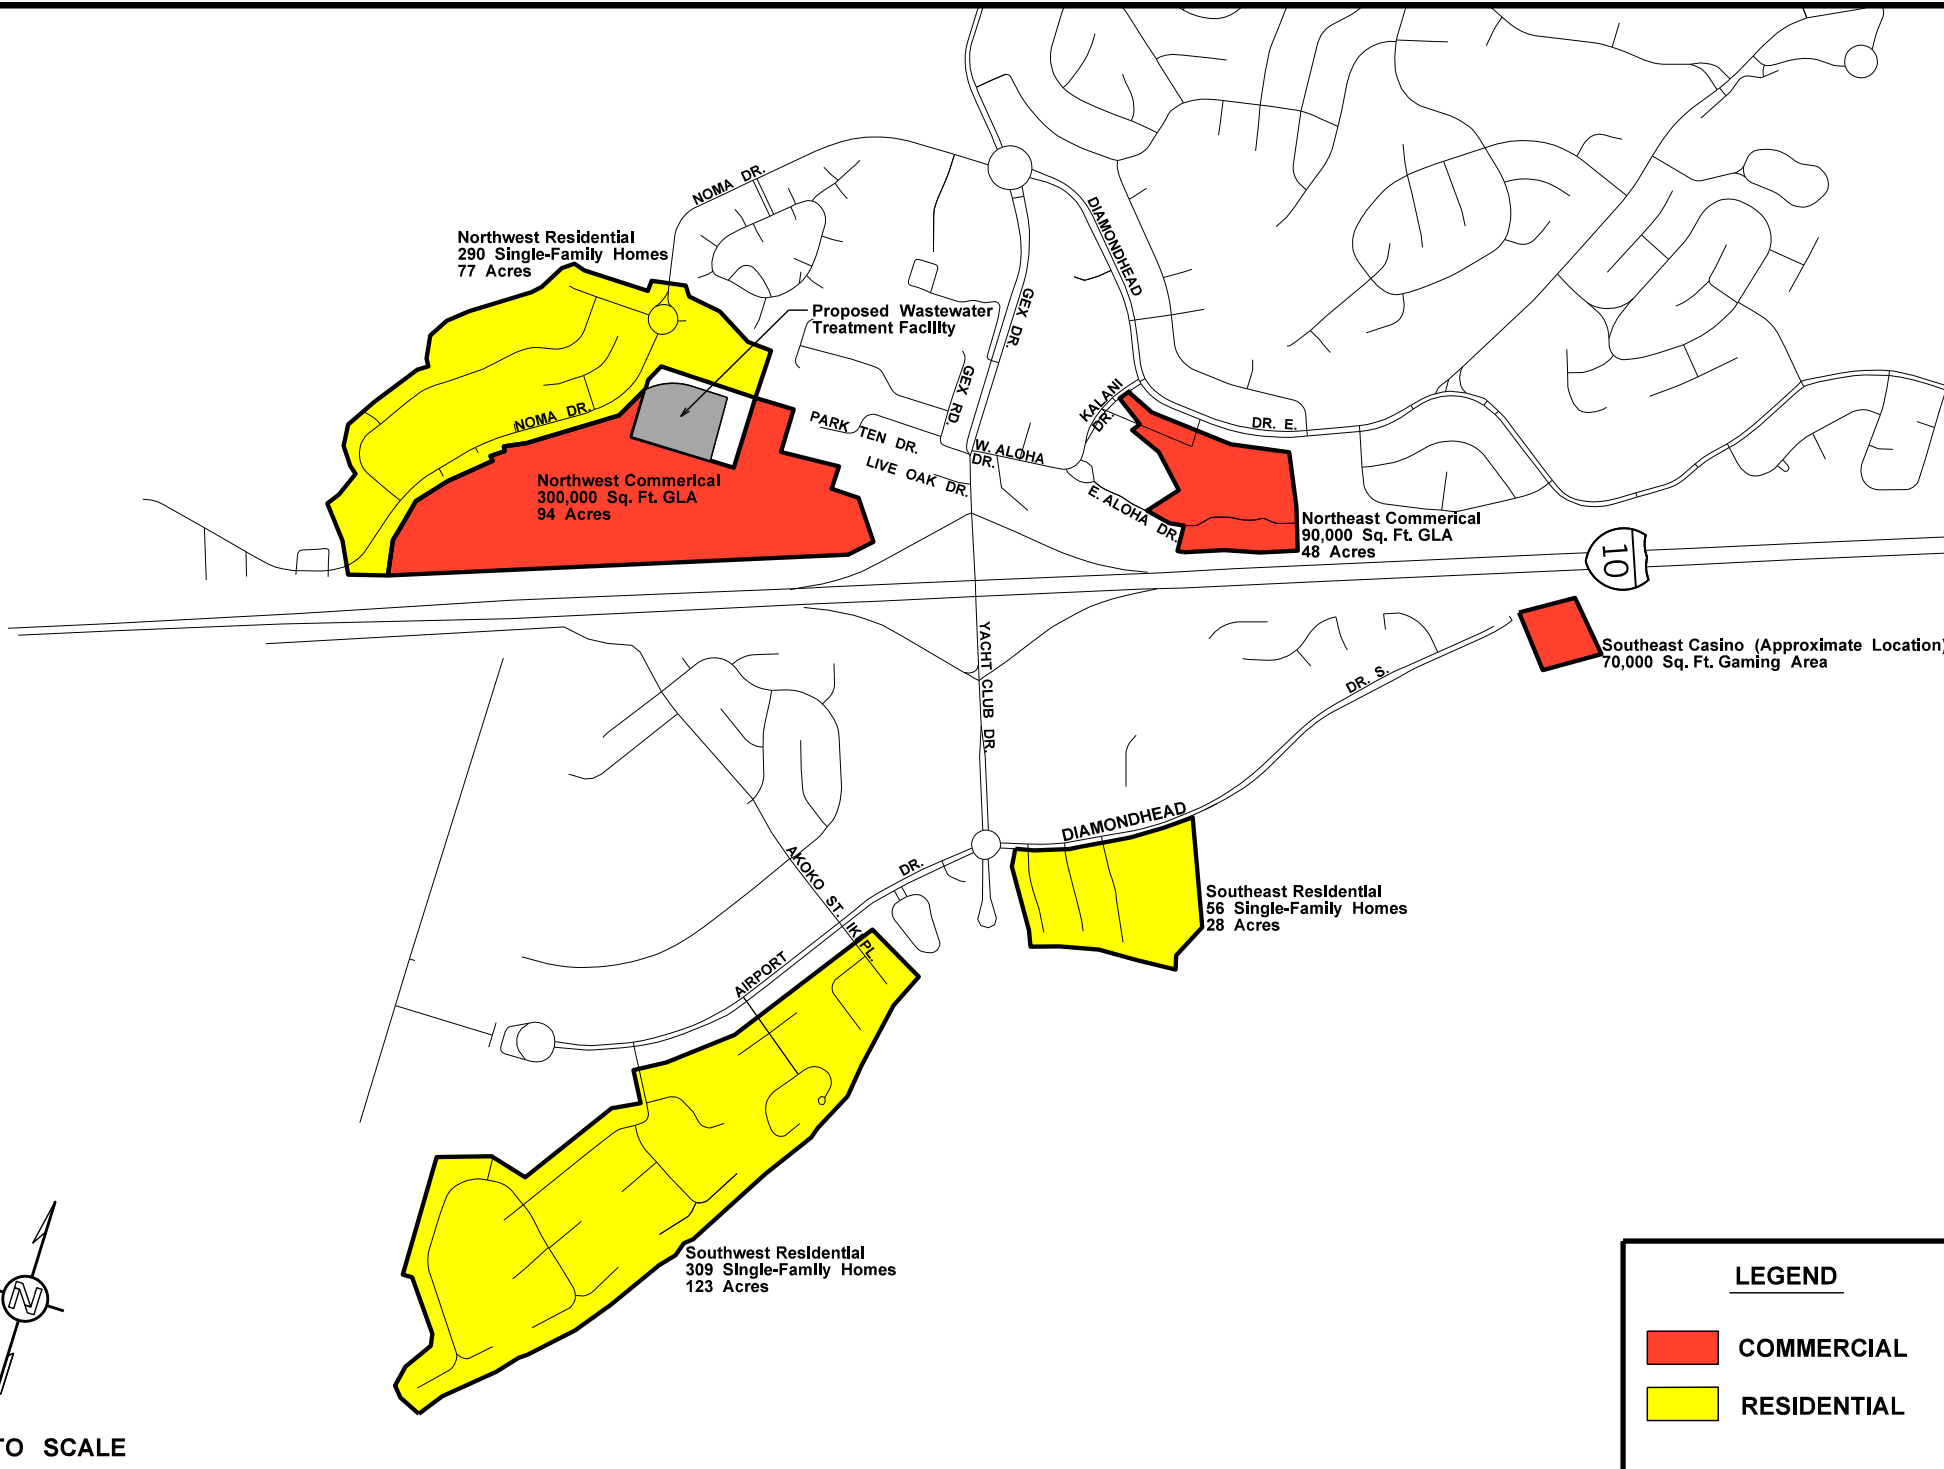 NOMA DR.
DIAMONDHEAD
Northwest Residential
290 Single-Family Homes
77 Acres
Proposed Wastewater
Treatment Facility
GEX DR.
GEX RD.
KALANI
DR.
NOMA DR.
PARK TEN DR.
DR. E.
W. ALOHA
DR.
LIVE OAK DR.
E. ALOHA DR.
Northwest Commerical
300,000 Sq. Ft. GLA
94 Acres
Northeast Commerical
90,000 Sq. Ft. GLA
48 Acres
10
YACHT CLUB DR.
Southeast Casino (Approximate Location)
70,000 Sq. Ft. Gaming Area
DR. S.
DIAMONDHEAD
AKOKO ST.
DR.
IKI PL.
AIRPORT
Southeast Residential
56 Single-Family Homes
28 Acres
Southwest Residential
309 Single-Family Homes
123 Acres
N
TO SCALE
LEGEND
COMMERCIAL
RESIDENTIAL